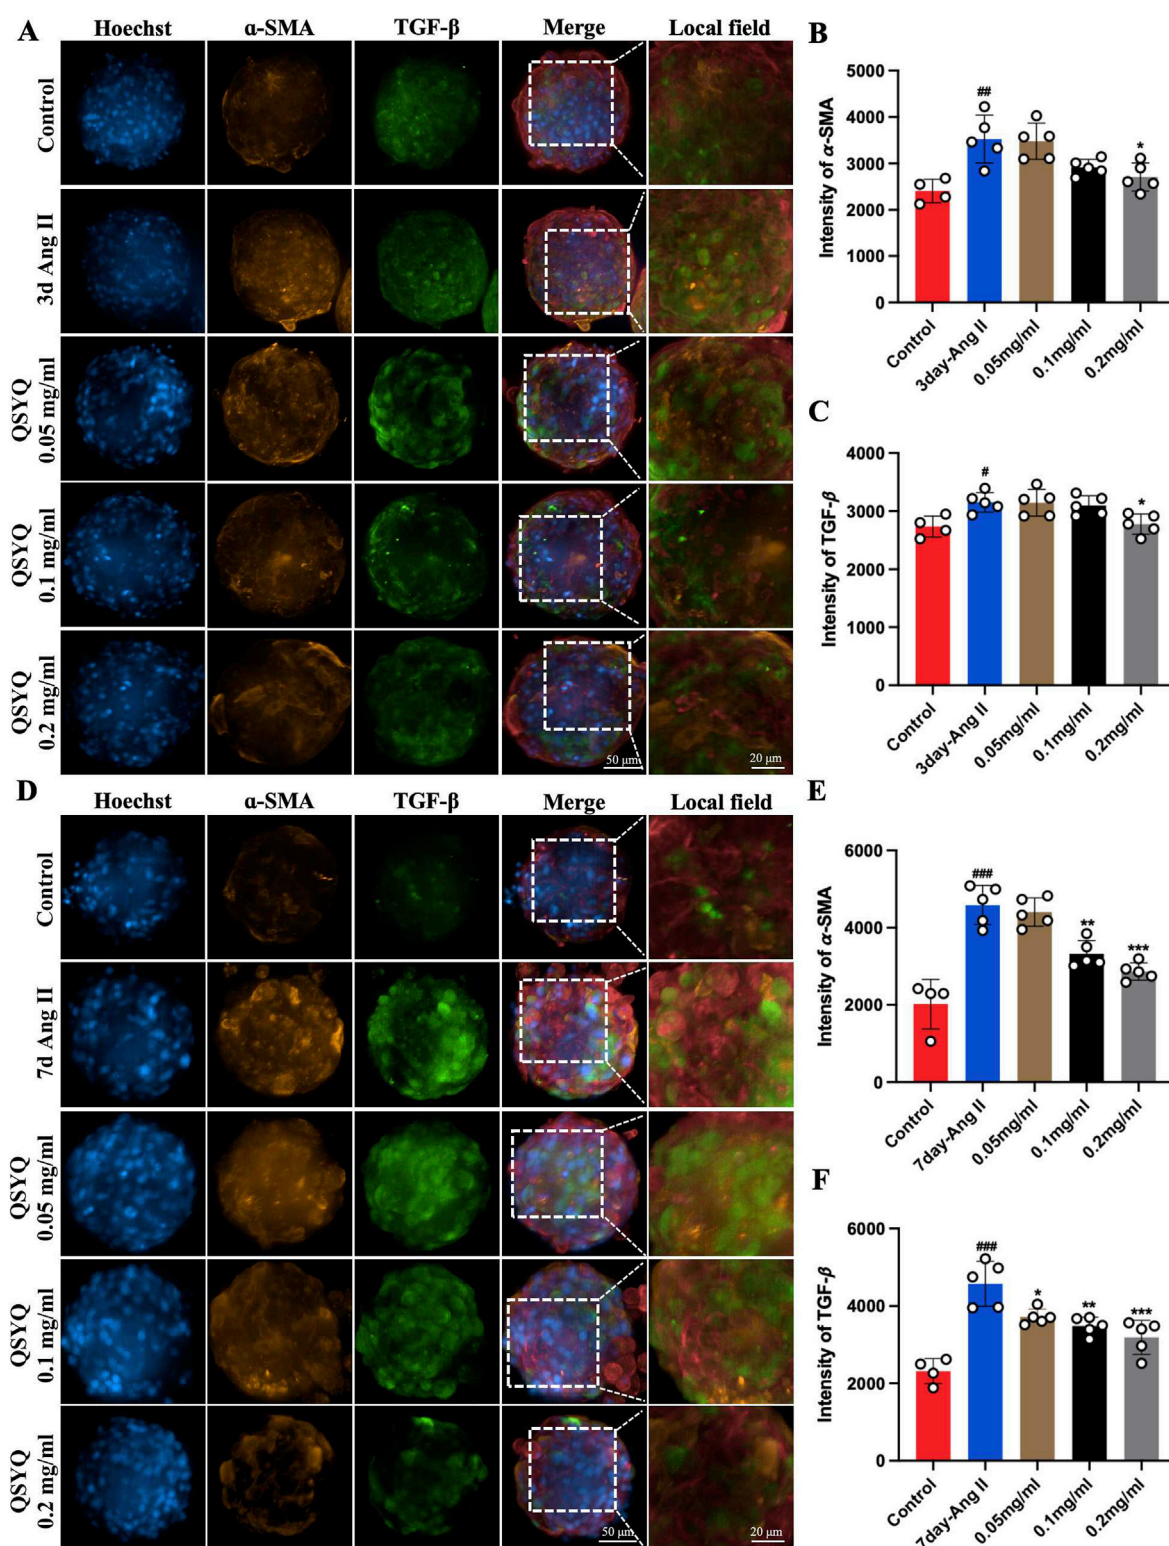 A
Hoechst α-SMA TGF-β Merge Local field
Control
3d Ang II
QSYQ
0.05 mg/ml
QSYQ
0.1 mg/ml
QSYQ
0.2 mg/ml
50 μm 20 μm
B
Intensity of α-SMA
5000
4000
3000
2000
1000
0
##
*
Control 3day-Ang II 0.05mg/ml 0.1mg/ml 0.2mg/ml
C
Intensity of TGF-β
4000
3000
2000
1000
0
#
*
Control 3day-Ang II 0.05mg/ml 0.1mg/ml 0.2mg/ml
D
Hoechst α-SMA TGF-β Merge Local field
Control
7d Ang II
QSYQ
0.05 mg/ml
QSYQ
0.1 mg/ml
QSYQ
0.2 mg/ml
50 μm 20 μm
E
Intensity of α-SMA
6000
4000
2000
0
###
**
***
Control 7day-Ang II 0.05mg/ml 0.1mg/ml 0.2mg/ml
F
Intensity of TGF-β
6000
4000
2000
0
###
*
**
***
Control 7day-Ang II 0.05mg/ml 0.1mg/ml 0.2mg/ml